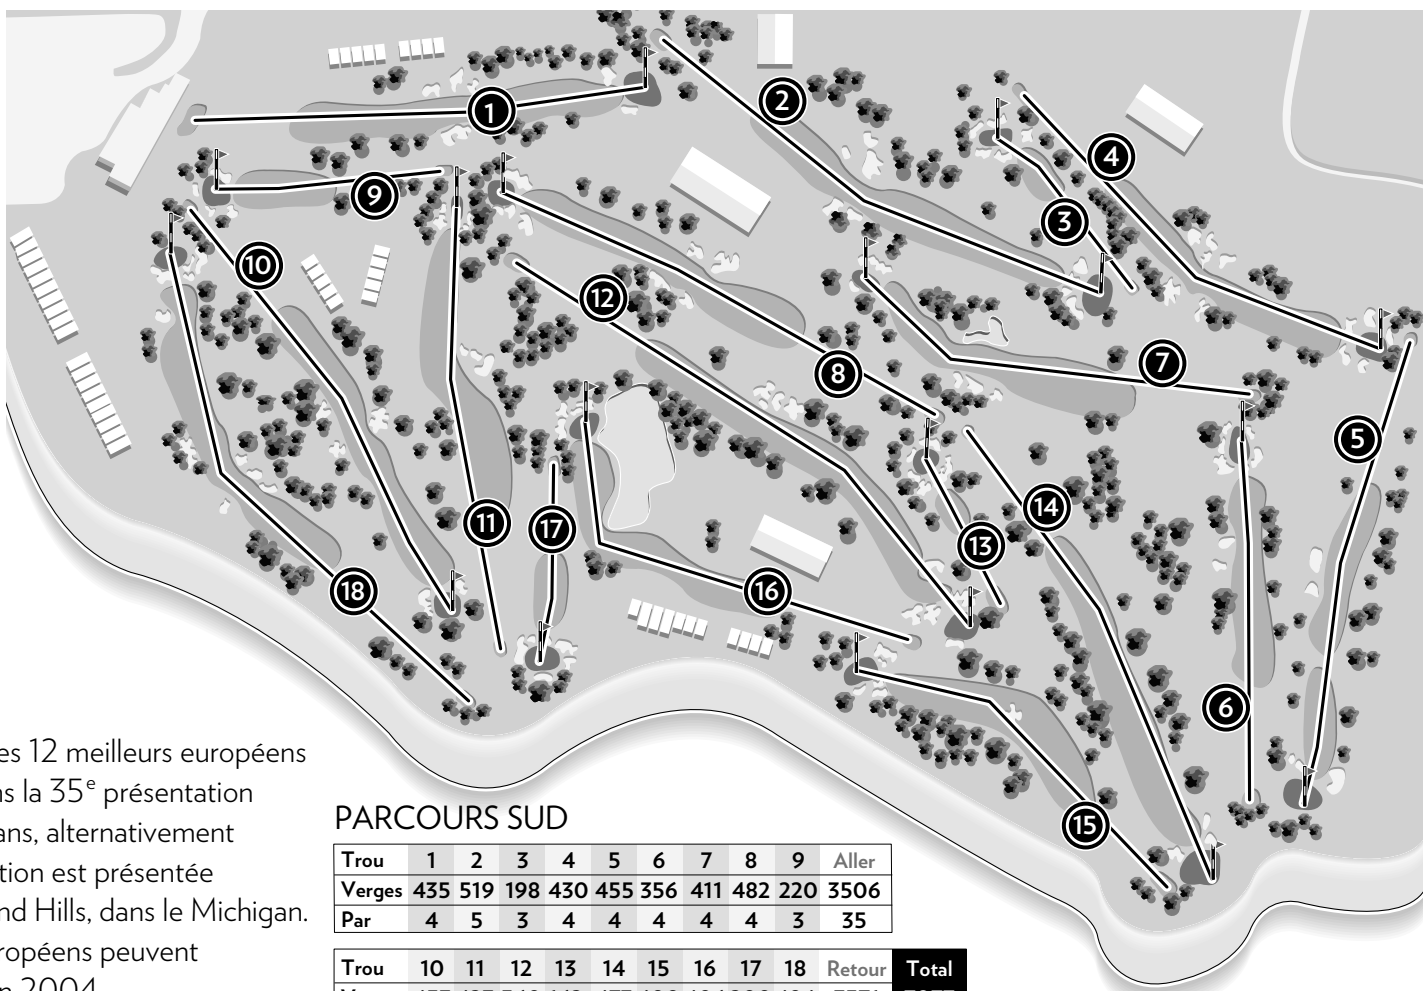 1
2
3
4
5
6
7
8
9
10
11
12
13
14
15
16
17
18
es 12 meilleurs européens
ns la 35e présentation
ans, alternativement
tion est présentée
nd Hills, dans le Michigan.
uropéens peuvent
n 2004.
PARCOURS SUD
Trou 1 2 3 4 5 6 7 8 9 Aller
Verges 435 519 198 430 455 356 411 482 220 3506
Par 4 5 3 4 4 4 4 4 3 35
Trou 10 11 12 13 14 15 16 17 18 Retour Total